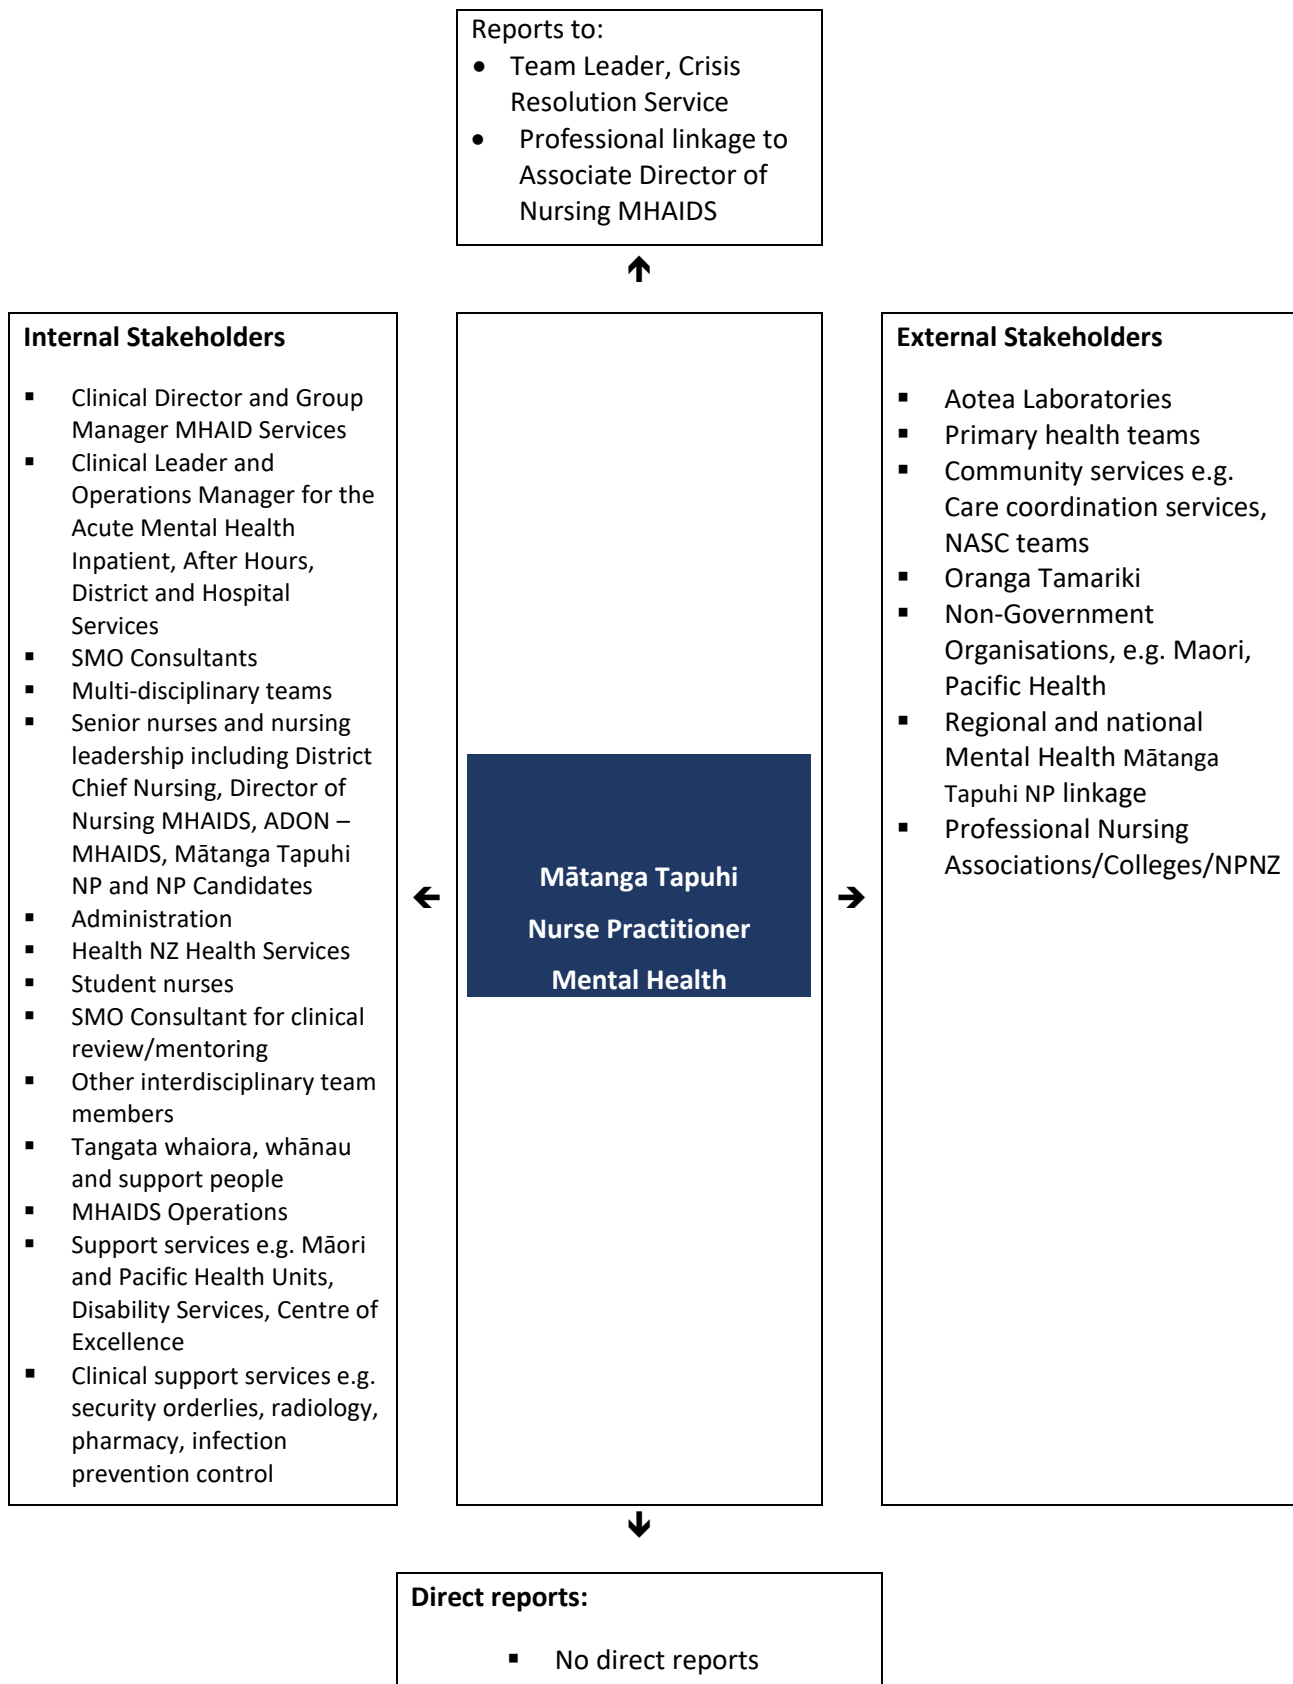 Reports to:
• Team Leader, Crisis
Resolution Service
• Professional linkage to
Associate Director of
Nursing MHAIDS
🡩
Internal Stakeholders
▪ Clinical Director and Group
Manager MHAID Services
▪ Clinical Leader and
Operations Manager for the
Acute Mental Health
Inpatient, After Hours,
District and Hospital
Services
▪ SMO Consultants
▪ Multi-disciplinary teams
▪ Senior nurses and nursing
leadership including District
Chief Nursing, Director of
Nursing MHAIDS, ADON –
MHAIDS, Mātanga Tapuhi
NP and NP Candidates
▪ Administration
▪ Health NZ Health Services
▪ Student nurses
▪ SMO Consultant for clinical
review/mentoring
▪ Other interdisciplinary team
members
▪ Tangata whaiora, whānau
and support people
▪ MHAIDS Operations
▪ Support services e.g. Māori
and Pacific Health Units,
Disability Services, Centre of
Excellence
▪ Clinical support services e.g.
security orderlies, radiology,
pharmacy, infection
prevention control
🡨
Mātanga Tapuhi
Nurse Practitioner
Mental Health
🡪
External Stakeholders
▪ Aotea Laboratories
▪ Primary health teams
▪ Community services e.g.
Care coordination services,
NASC teams
▪ Oranga Tamariki
▪ Non-Government
Organisations, e.g. Maori,
Pacific Health
▪ Regional and national
Mental Health Mātanga
Tapuhi NP linkage
▪ Professional Nursing
Associations/Colleges/NPNZ
🡫
Direct reports:
▪ No direct reports